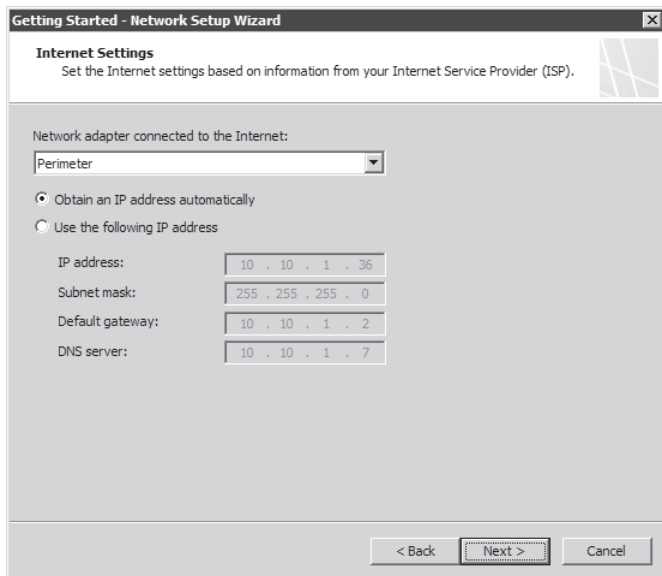 Getting Started - Network Setup Wizard
Internet Settings
Set the Internet settings based on information from your Internet Service Provider (ISP).
Network adapter connected to the Internet:
Perimeter
Obtain an IP address automatically
Use the following IP address
IP address: 10 . 10 . 1 . 36
Subnet mask: 255 . 255 . 255 . 0
Default gateway: 10 . 10 . 1 . 2
DNS server: 10 . 10 . 1 . 7
< Back Next > Cancel